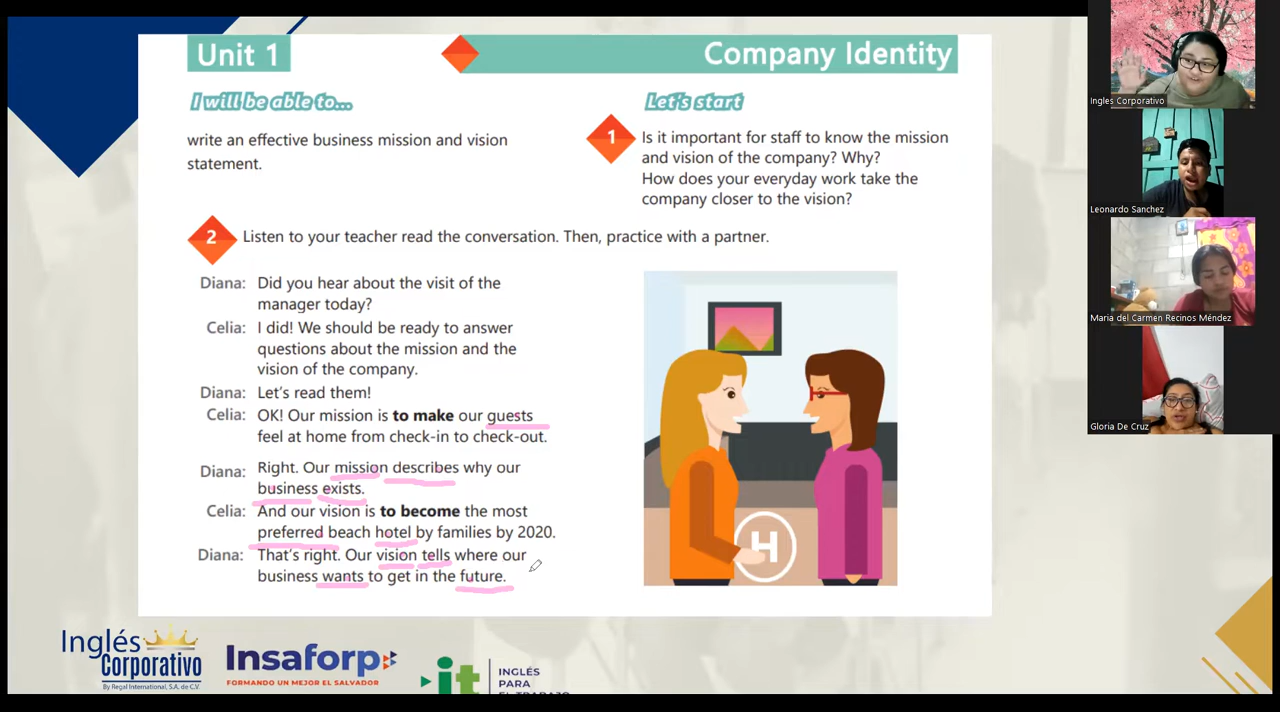 Unit 1
Company Identity
I will be able to...
write an effective business mission and vision
statement.
Let's start
1
Is it important for staff to know the mission
and vision of the company? Why?
How does your everyday work take the
company closer to the vision?
2
Listen to your teacher read the conversation. Then, practice with a partner.
Diana: Did you hear about the visit of the
manager today?
Celia: I did! We should be ready to answer
questions about the mission and the
vision of the company.
Diana: Let's read them!
Celia: OK! Our mission is to make our guests
feel at home from check-in to check-out.
Diana: Right. Our mission describes why our
business exists.
Celia: And our vision is to become the most
preferred beach hotel by families by 2020.
Diana: That's right. Our vision tells where our
business wants to get in the future.
H
Inglés
Corporativo
By Regal International, S.A. de C.V.
Insaforp
FORMANDO UN MEJOR EL SALVADOR
it
INGLÉS
PARA
EL TRABAJO
Ingles Corporativo
Leonardo Sanchez
Maria del Carmen Recinos Méndez
Gloria De Cruz